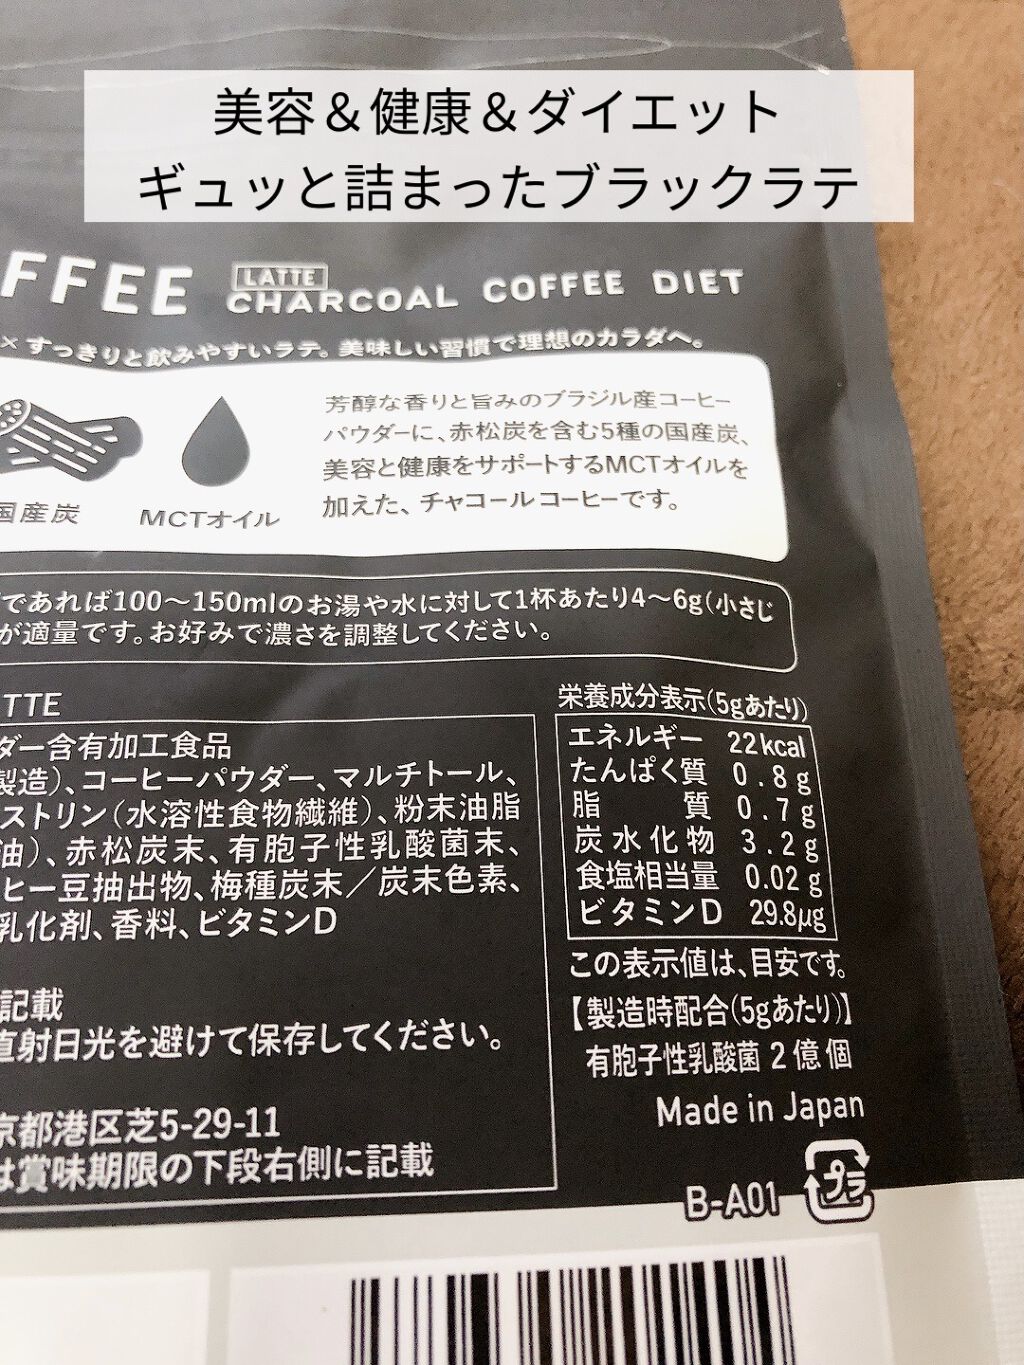 美容＆健康＆ダイエット
ギュッと詰まったブラックラテ
FFEE LATTE CHARCOAL COFFEE DIET
× すっきりと飲みやすいラテ。美味しい習慣で理想のカラダへ。
芳醇な香りと旨みのブラジル産コーヒー
パウダーに、赤松炭を含む5種の国産炭、
美容と健康をサポートするMCTオイルを
加えた、チャコールコーヒーです。
国産炭 MCTオイル
であれば100〜150mlのお湯や水に対して1杯あたり4〜6g(小さじ
が適量です。お好みで濃さを調整してください。
TTE
ダー含有加工食品
製造)、コーヒーパウダー、マルチトール、
ストリン(水溶性食物繊維)、粉末油脂
油)、赤松炭末、有胞子性乳酸菌末、
ヒー豆抽出物、梅種炭末／炭末色素、
乳化剤、香料、ビタミンD
記載
直射日光を避けて保存してください。
京都港区芝5-29-11
は賞味期限の下段右側に記載
栄養成分表示(5gあたり)
エネルギー 22kcal
たんぱく質 0.8g
脂質 0.7g
炭水化物 3.2g
食塩相当量 0.02g
ビタミンD 29.8μg
この表示値は、目安です。
【製造時配合(5gあたり)】
有胞子性乳酸菌2億個
Made in Japan
プラ
B-A01